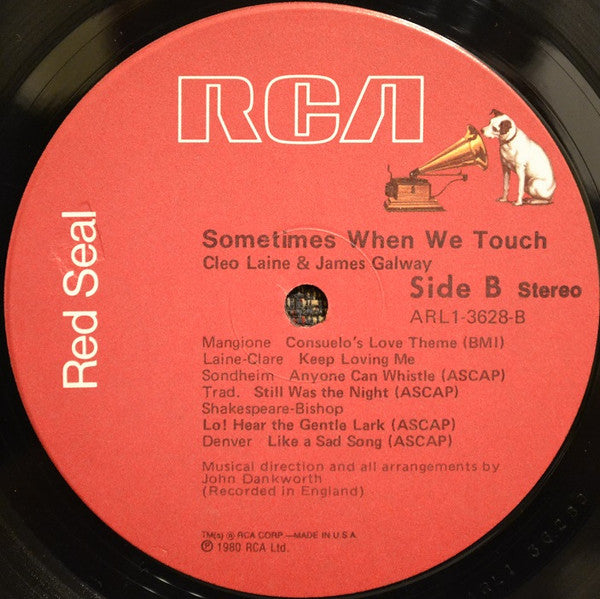 RCA
Red Seal
Sometimes When We Touch
Cleo Laine & James Galway
Side B Stereo
ARL1-3628-B
Mangione Consuelo's Love Theme (BMI)
Laine-Clare Keep Loving Me
Sondheim Anyone Can Whistle (ASCAP)
Trad. Still Was the Night (ASCAP)
Shakespeare-Bishop
Lo! Hear the Gentle Lark (ASCAP)
Denver Like a Sad Song (ASCAP)
Musical direction and all arrangements by
John Dankworth
(Recorded in England)
TM(s) ® RCA CORP.—MADE IN U.S.A.
Ⓟ 1980 RCA Ltd.